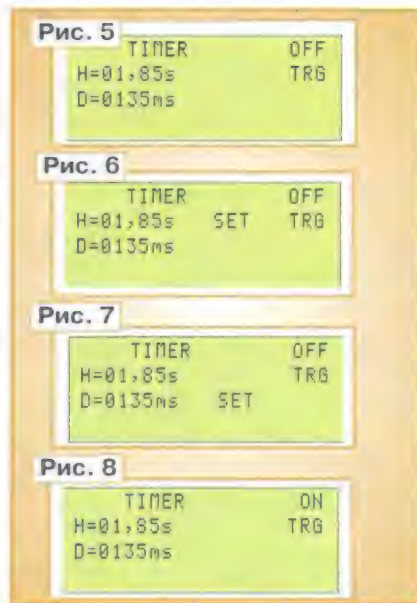 Рис. 5
TIMER OFF
H=01,85s TRG
D=0135ms
Рис. 6
TIMER OFF
H=01,85s SET TRG
D=0135ms
Рис. 7
TIMER OFF
H=01,85s TRG
D=0135ms SET
Рис. 8
TIMER ON
H=01,85s TRG
D=0135ms